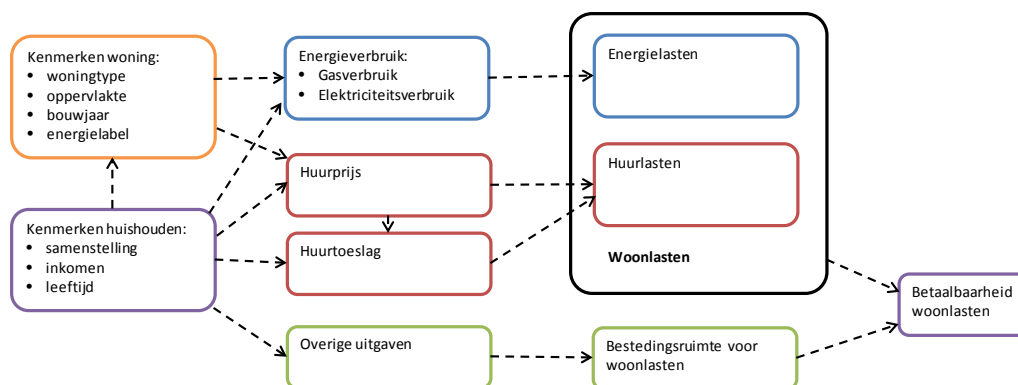 Kenmerken woning:
• woningtype
• oppervlakte
• bouwjaar
• energielabel
Energieverbruik:
• Gasverbruik
• Elektriciteitsverbruik
Energielasten
Huurprijs
Huurlasten
Kenmerken huishouden:
• samenstelling
• inkomen
• leeftijd
Huurtoeslag
Woonlasten
Betaalbaarheid
woonlasten
Overige uitgaven
Bestedingsruimte voor
woonlasten